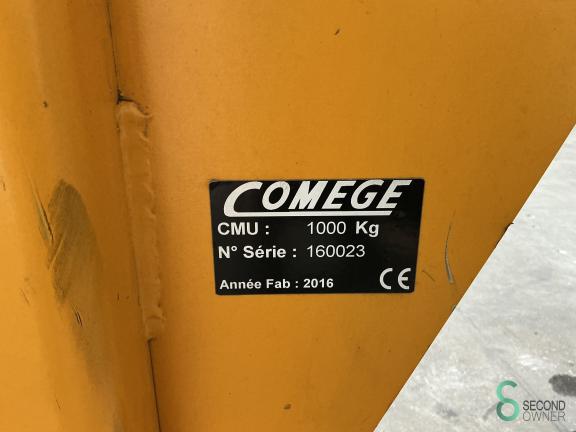 COMEGE
CMU : 1000 Kg
N° Série : 160023
Année Fab : 2016 CE
SECOND
OWNER